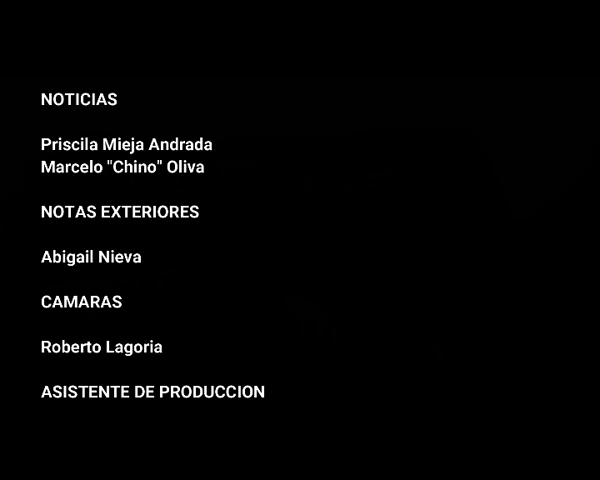 NOTICIAS
Priscila Mieja Andrada
Marcelo "Chino" Oliva
NOTAS EXTERIORES
Abigail Nieva
CAMARAS
Roberto Lagoria
ASISTENTE DE PRODUCCION